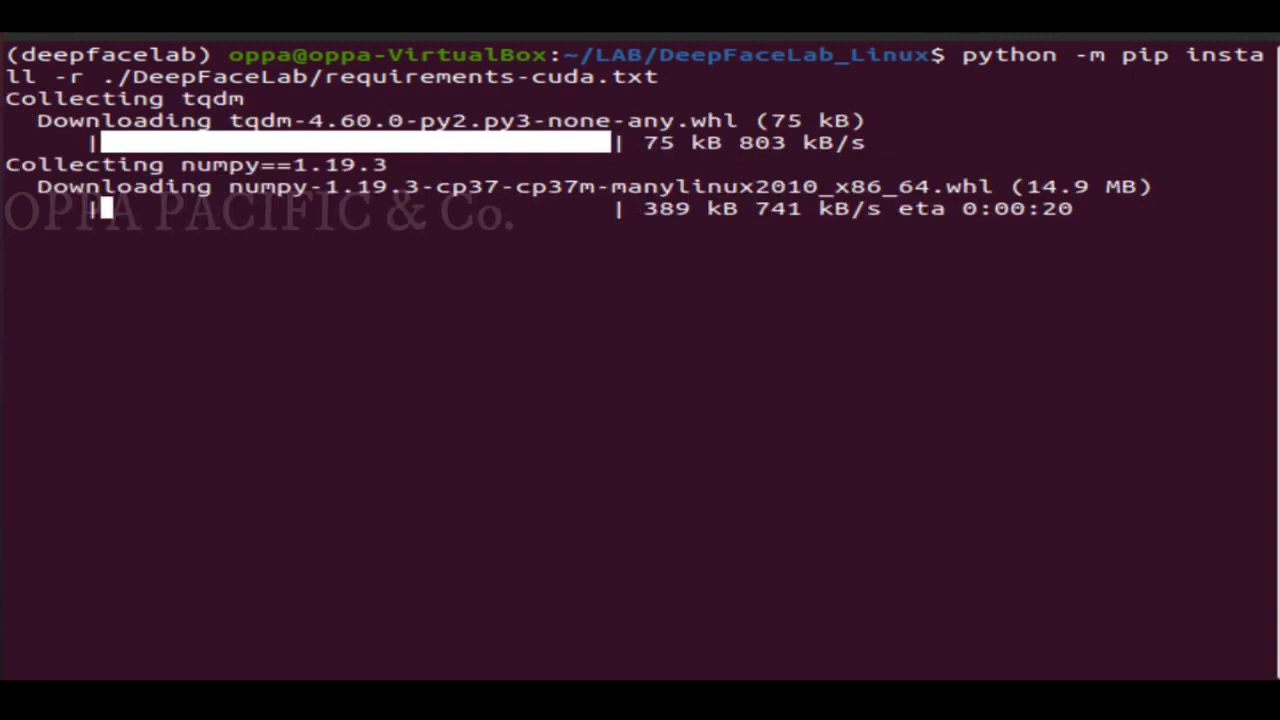 (deepfacelab) oppa@oppa-VirtualBox:~/LAB/DeepFaceLab_Linux$ python -m pip insta
ll -r ./DeepFaceLab/requirements-cuda.txt
Collecting tqdm
  Downloading tqdm-4.60.0-py2.py3-none-any.whl (75 kB)
     |████████████████████████████████| 75 kB 803 kB/s
Collecting numpy==1.19.3
  Downloading numpy-1.19.3-cp37-cp37m-manylinux2010_x86_64.whl (14.9 MB)
     |█                               | 389 kB 741 kB/s eta 0:00:20
OPPA PACIFIC & Co.